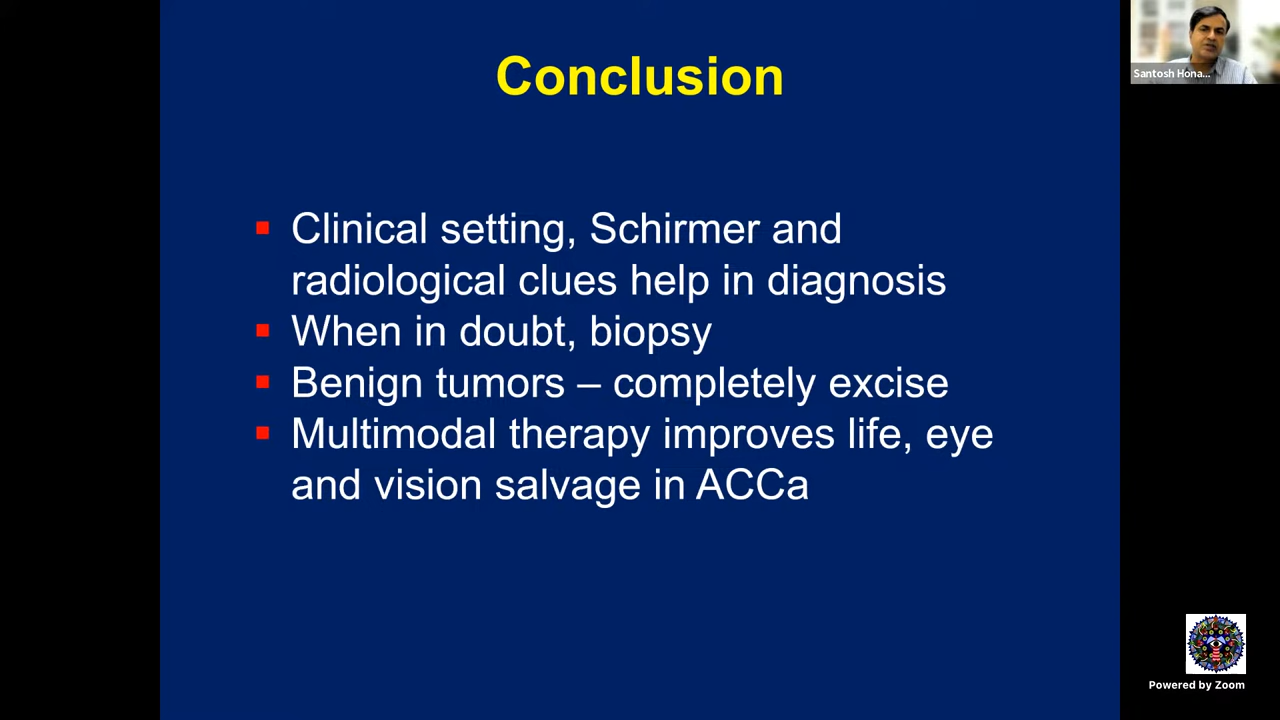 Conclusion
Clinical setting, Schirmer and
radiological clues help in diagnosis
When in doubt, biopsy
Benign tumors – completely excise
Multimodal therapy improves life, eye
and vision salvage in ACCa
Santosh Hona...
Powered by Zoom